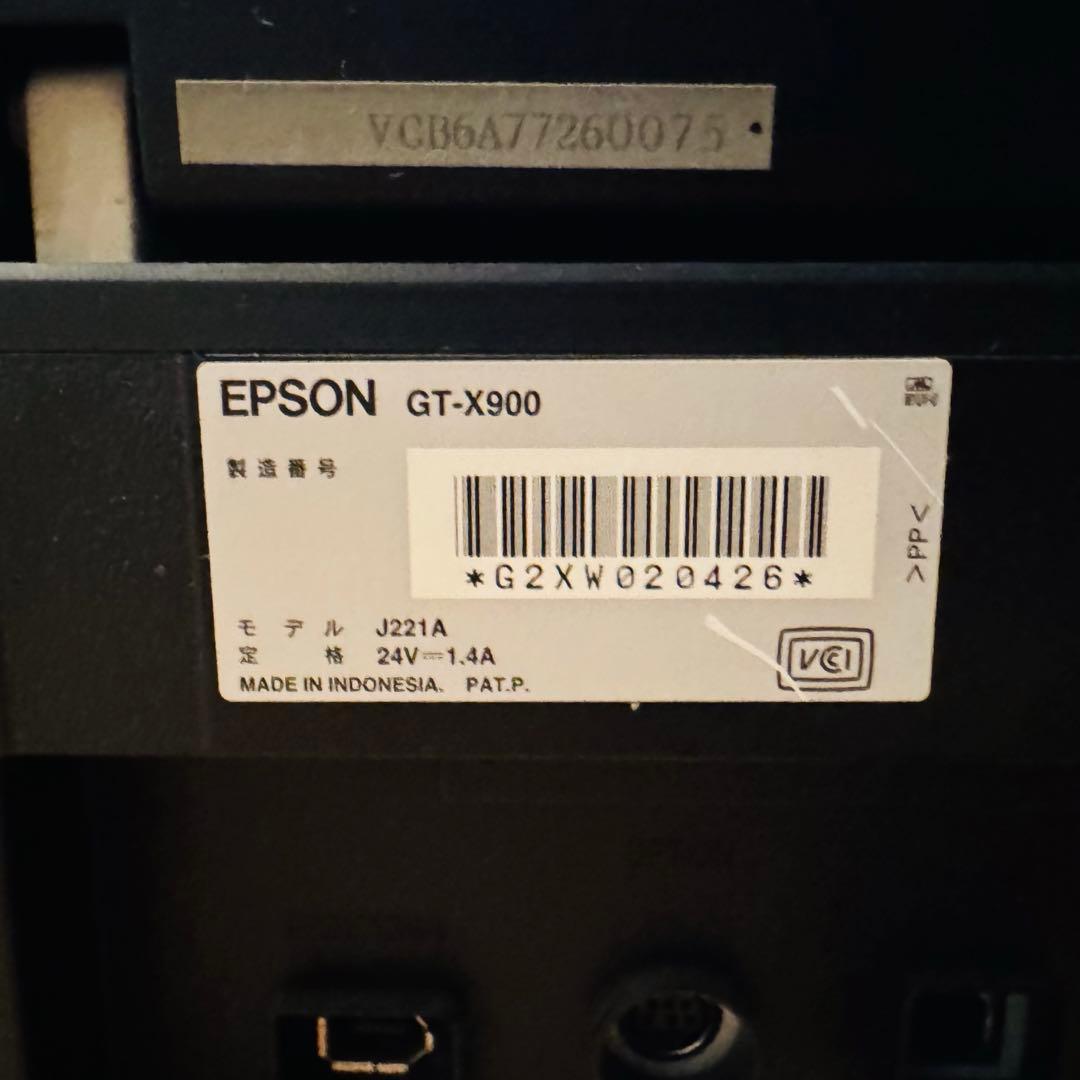 VCB6A77260075
EPSON GT-X900
製造番号
*G2XW020426*
>PP<
モデル J221A
定格 24V⎓1.4A
VCI
MADE IN INDONESIA. PAT.P.